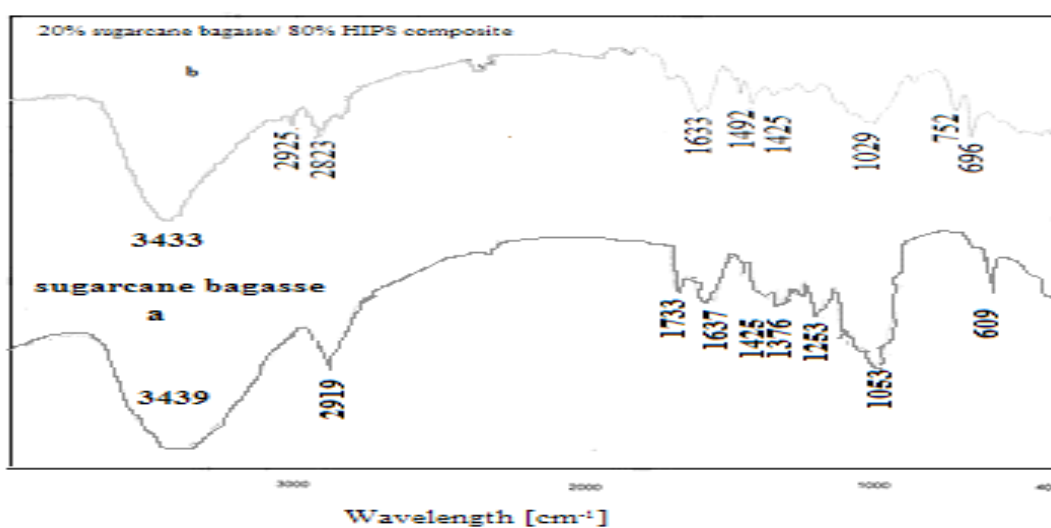 20% sugarcane bagasse/ 80% HIPS composite
b
2925 2823 1633 1492 1425 1029 752 696
3433
sugarcane bagasse
a
1733 1637 1425 1376 1253 1053 609
3439 2919
3000 2000 1000 400
Wavelength [cm-1]